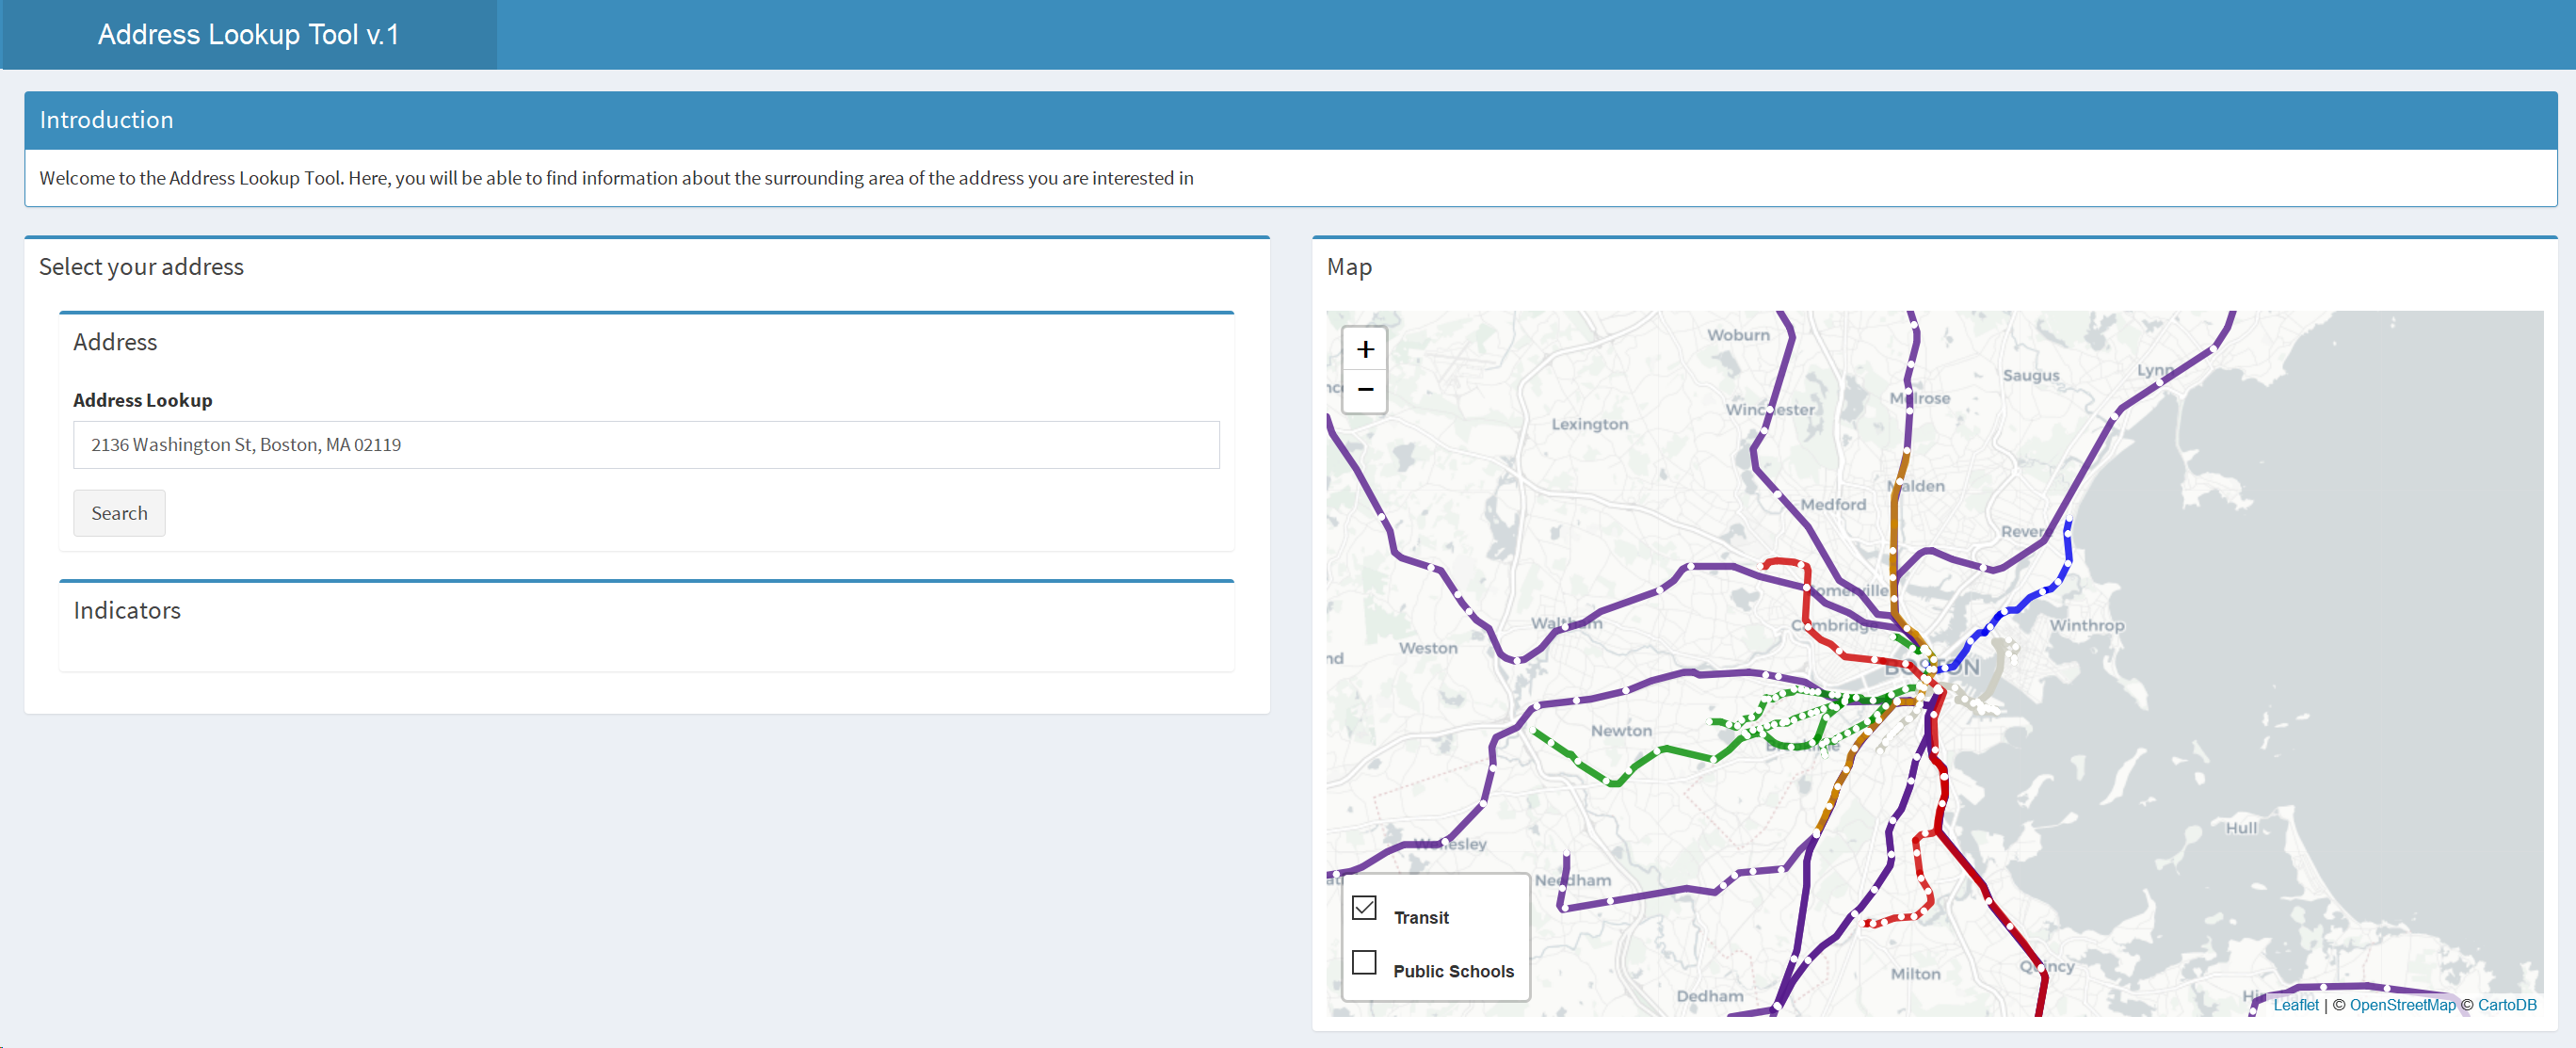 Address Lookup Tool v.1
Introduction
Welcome to the Address Lookup Tool. Here, you will be able to find information about the surrounding area of the address you are interested in
Select your address
Address
Address Lookup
2136 Washington St, Boston, MA 02119
Search
Indicators
Map
+
−
Woburn
Saugus
Lynn
Winchester
Melrose
Lexington
Malden
Medford
Revere
Somerville
Waltham
Cambridge
Winthrop
Weston
BOSTON
Newton
Brookline
Hull
Wellesley
Needham
Transit
Public Schools
Quincy
Milton
Dedham
Leaflet | © OpenStreetMap © CartoDB